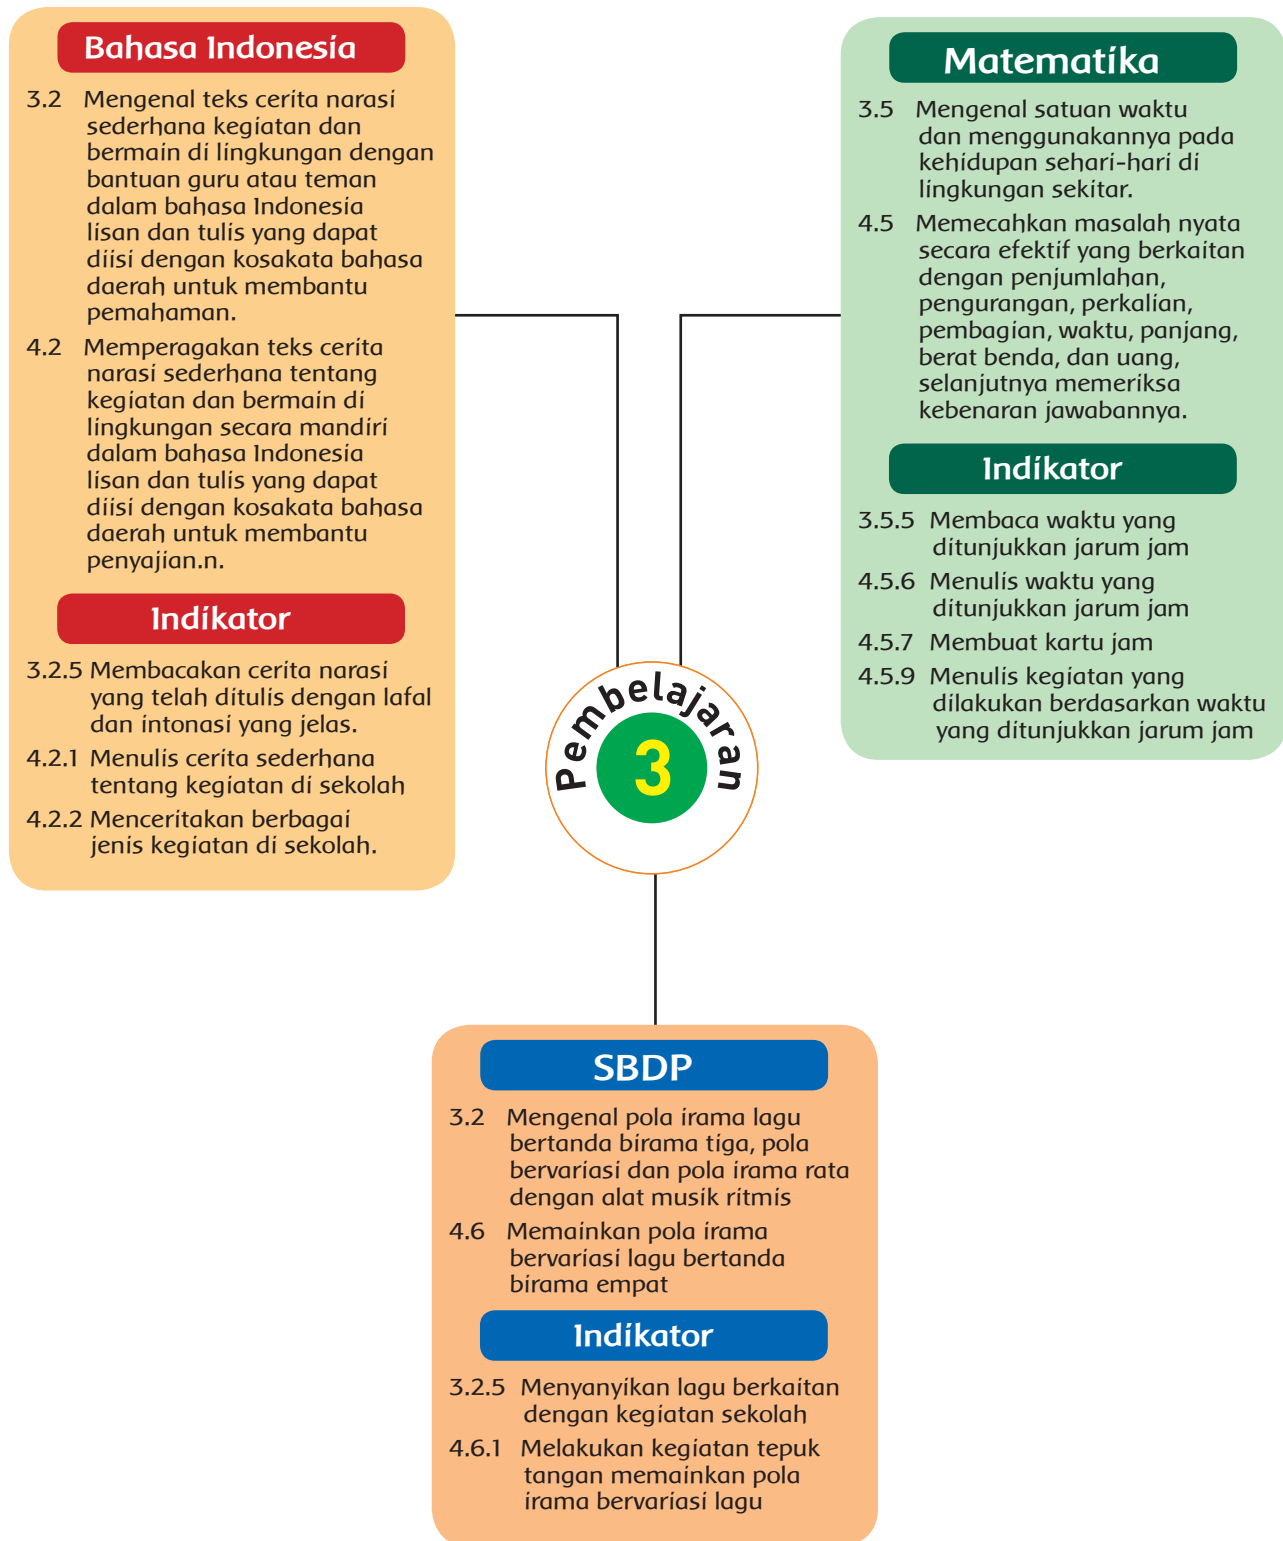 Bahasa Indonesia
3.2 Mengenal teks cerita narasi
sederhana kegiatan dan
bermain di lingkungan dengan
bantuan guru atau teman
dalam bahasa Indonesia
lisan dan tulis yang dapat
diisi dengan kosakata bahasa
daerah untuk membantu
pemahaman.
4.2 Memperagakan teks cerita
narasi sederhana tentang
kegiatan dan bermain di
lingkungan secara mandiri
dalam bahasa Indonesia
lisan dan tulis yang dapat
diisi dengan kosakata bahasa
daerah untuk membantu
penyajian.n.
Indikator
3.2.5 Membacakan cerita narasi
yang telah ditulis dengan lafal
dan intonasi yang jelas.
4.2.1 Menulis cerita sederhana
tentang kegiatan di sekolah
4.2.2 Menceritakan berbagai
jenis kegiatan di sekolah.
Matematika
3.5 Mengenal satuan waktu
dan menggunakannya pada
kehidupan sehari-hari di
lingkungan sekitar.
4.5 Memecahkan masalah nyata
secara efektif yang berkaitan
dengan penjumlahan,
pengurangan, perkalian,
pembagian, waktu, panjang,
berat benda, dan uang,
selanjutnya memeriksa
kebenaran jawabannya.
Indikator
3.5.5 Membaca waktu yang
ditunjukkan jarum jam
4.5.6 Menulis waktu yang
ditunjukkan jarum jam
4.5.7 Membuat kartu jam
4.5.9 Menulis kegiatan yang
dilakukan berdasarkan waktu
yang ditunjukkan jarum jam
Pembelajaran
3
SBDP
3.2 Mengenal pola irama lagu
bertanda birama tiga, pola
bervariasi dan pola irama rata
dengan alat musik ritmis
4.6 Memainkan pola irama
bervariasi lagu bertanda
birama empat
Indikator
3.2.5 Menyanyikan lagu berkaitan
dengan kegiatan sekolah
4.6.1 Melakukan kegiatan tepuk
tangan memainkan pola
irama bervariasi lagu